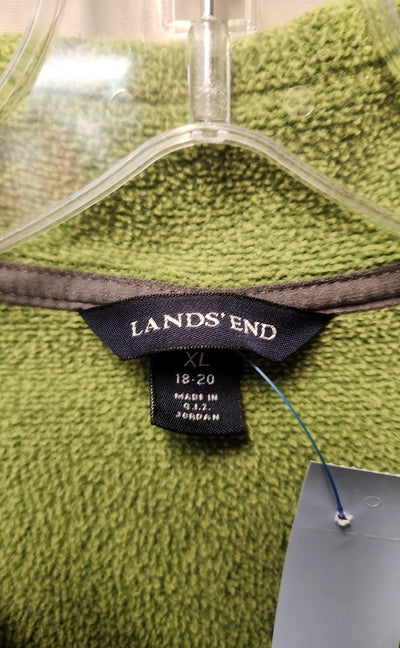 LANDS' END
XL
18-20
MADE IN
Q.I.Z.
JORDAN